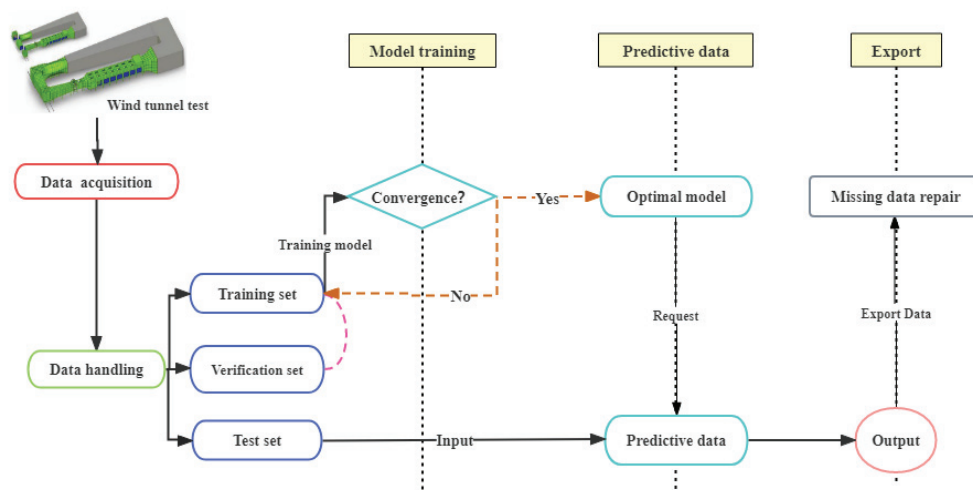 Model training
Predictive data
Export
Wind tunnel test
Data acquisition
Convergence?
Yes
Optimal model
Missing data repair
Training model
Training set
No
Request
Export Data
Data handling
Verification set
Test set
Input
Predictive data
Output